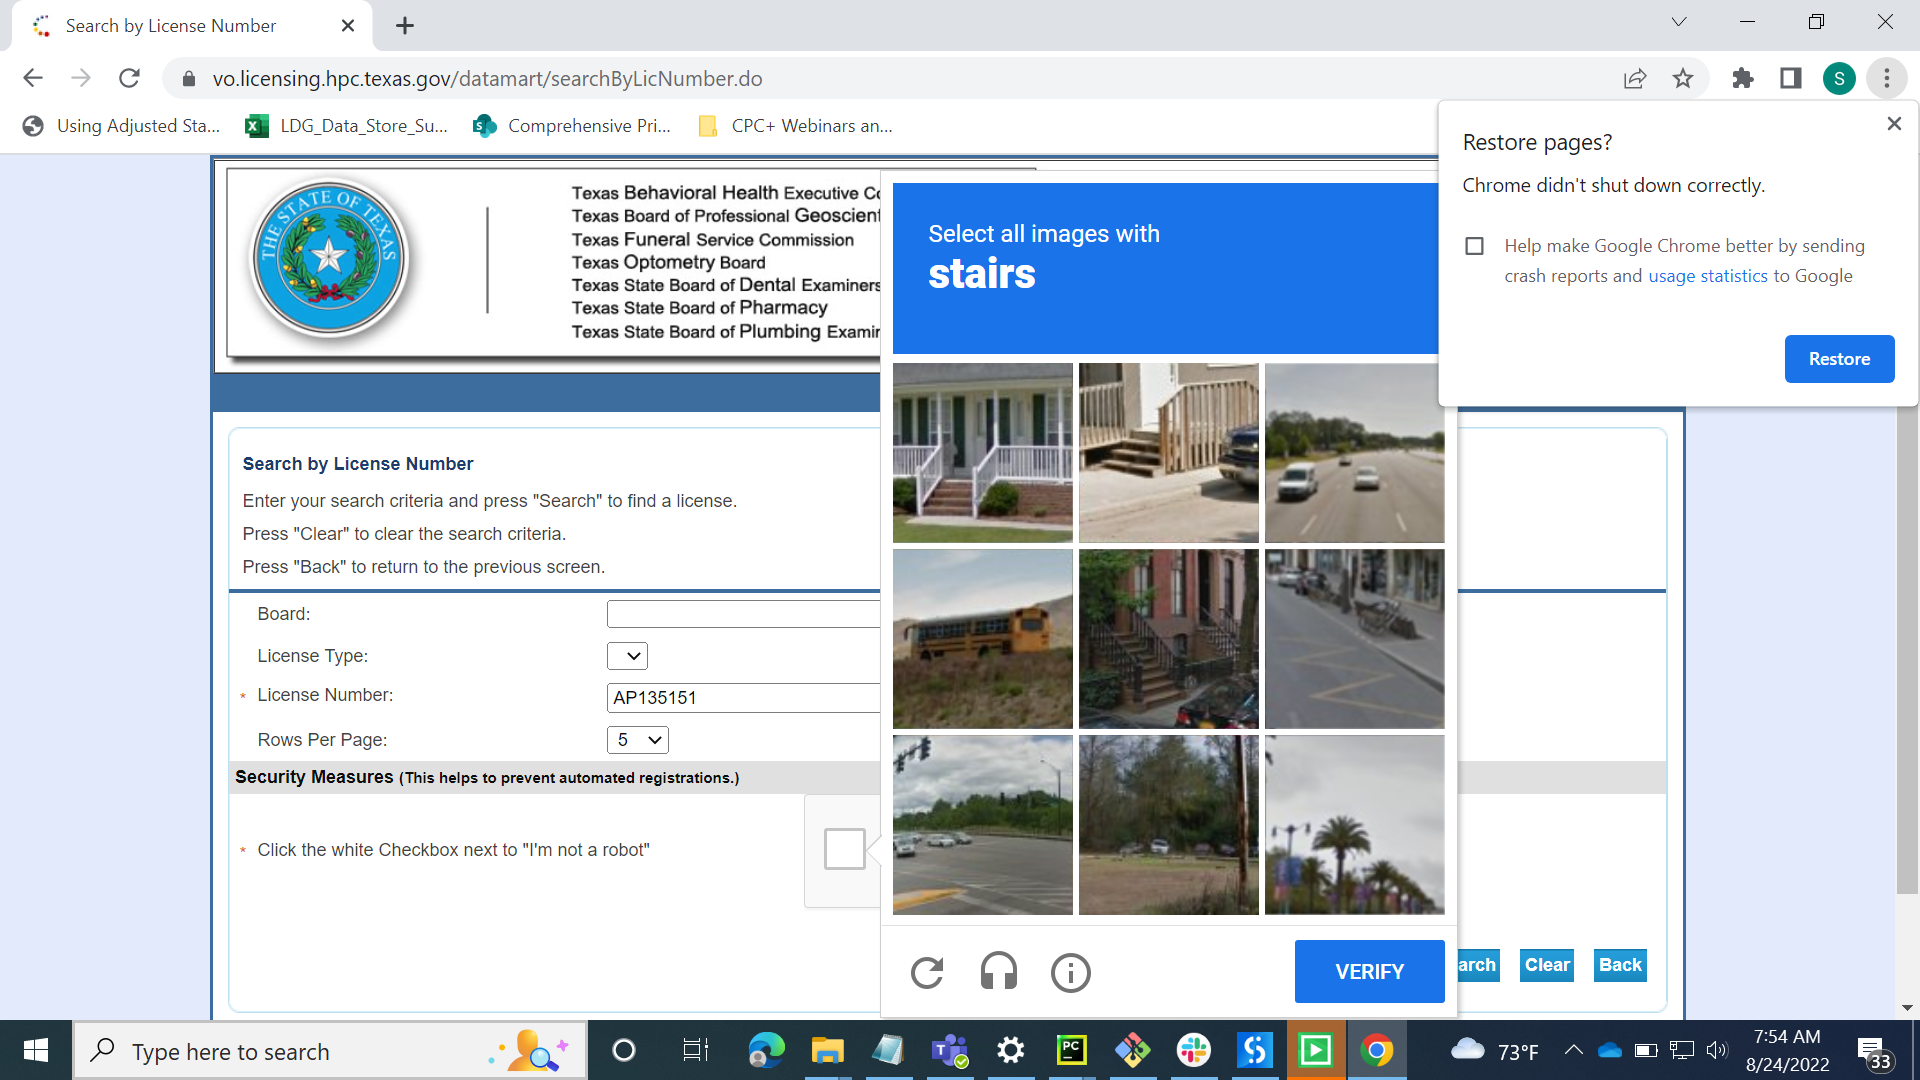 Search by License Number
vo.licensing.hpc.texas.gov/datamart/searchByLicNumber.do
S
Using Adjusted Sta...
LDG_Data_Store_Su...
Comprehensive Pri...
CPC+ Webinars an...
Restore pages?
Chrome didn't shut down correctly.
Help make Google Chrome better by sending
crash reports and usage statistics to Google
Restore
THE STATE OF TEXAS
Texas Behavioral Health Executive Co
Texas Board of Professional Geoscient
Texas Funeral Service Commission
Texas Optometry Board
Texas State Board of Dental Examiners
Texas State Board of Pharmacy
Texas State Board of Plumbing Examin
Select all images with
stairs
Search by License Number
Enter your search criteria and press "Search" to find a license.
Press "Clear" to clear the search criteria.
Press "Back" to return to the previous screen.
Board:
License Type:
* License Number:
AP135151
Rows Per Page:
5
Security Measures (This helps to prevent automated registrations.)
* Click the white Checkbox next to "I'm not a robot"
VERIFY
arch
Clear
Back
Type here to search
PC
73°F
7:54 AM
8/24/2022
33